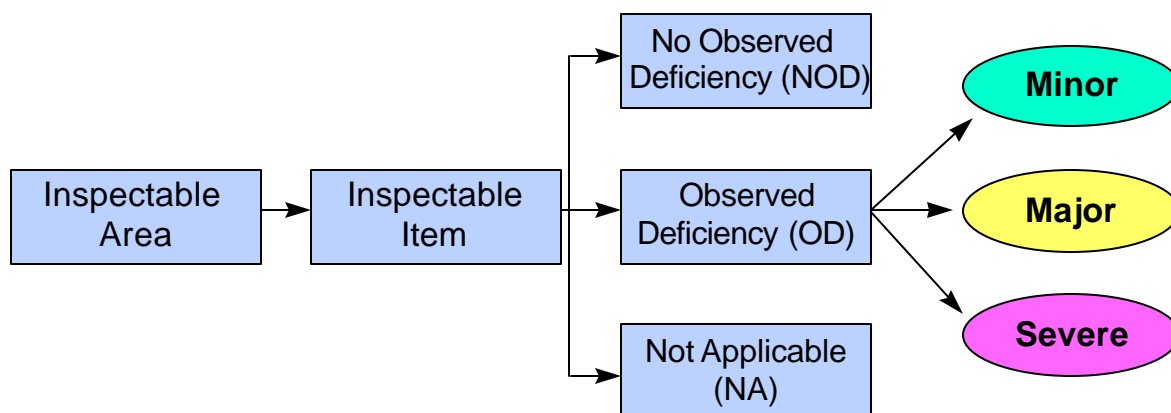 Inspectable
Area
Inspectable
Item
No Observed
Deficiency (NOD)
Observed
Deficiency (OD)
Not Applicable
(NA)
Minor
Major
Severe